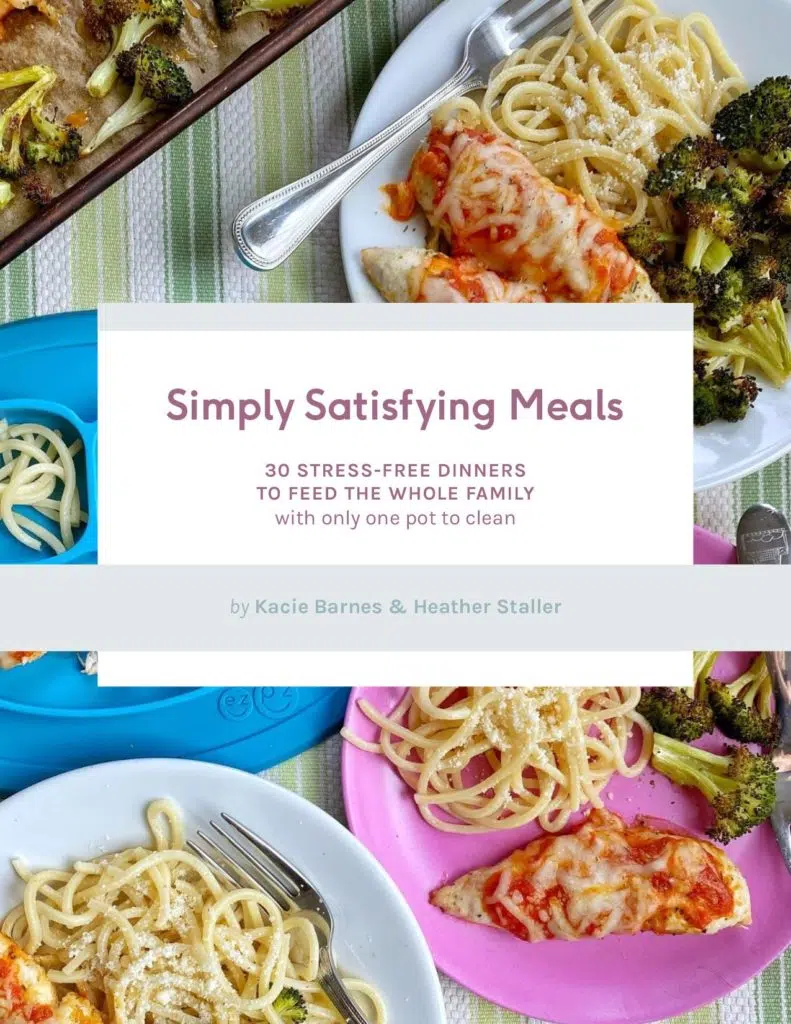 Simply Satisfying Meals
30 STRESS-FREE DINNERS
TO FEED THE WHOLE FAMILY
with only one pot to clean
by Kacie Barnes & Heather Staller
ezpz